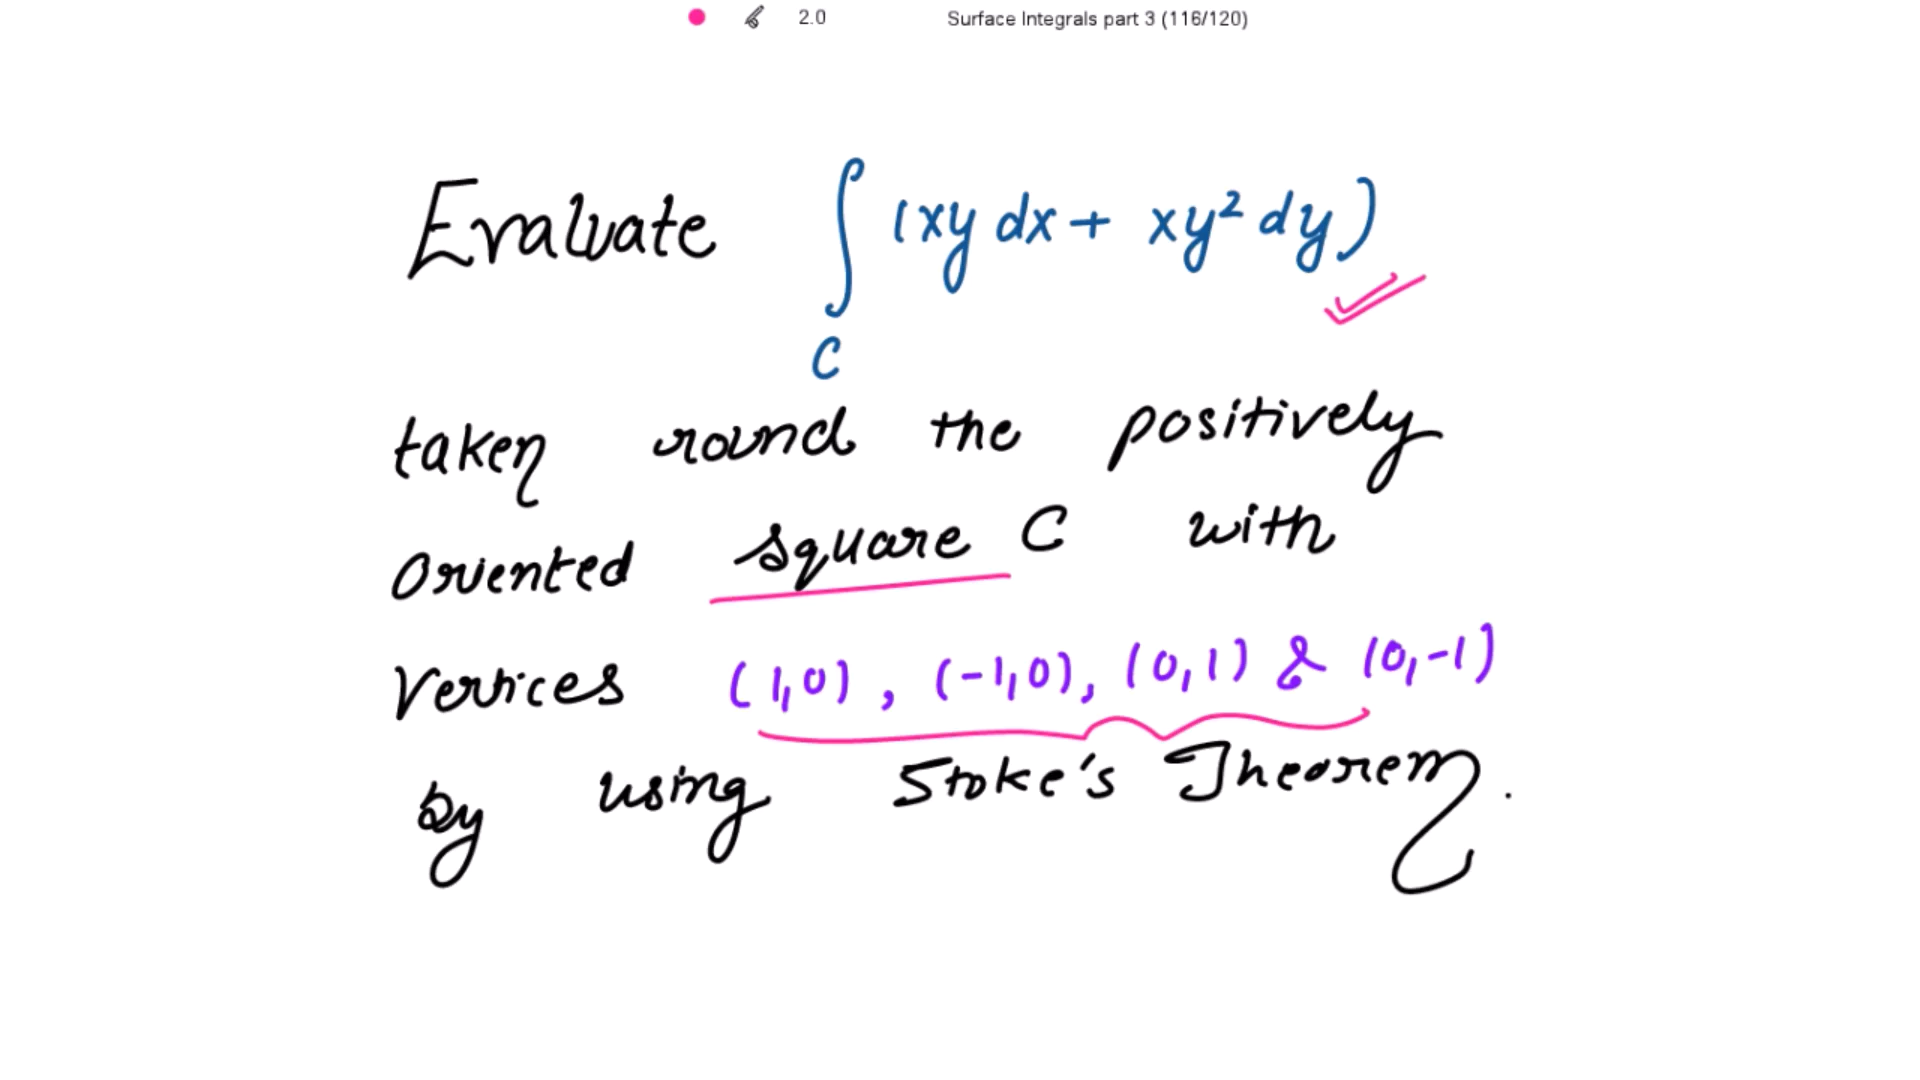 2.0 Surface Integrals part 3 (116/120)
Evaluate ∫ (xy dx + xy² dy)
C
taken round the positively
Oriented square C with
Vertices (1,0), (-1,0), (0,1) & (0,-1)
by using Stoke's Theorem.